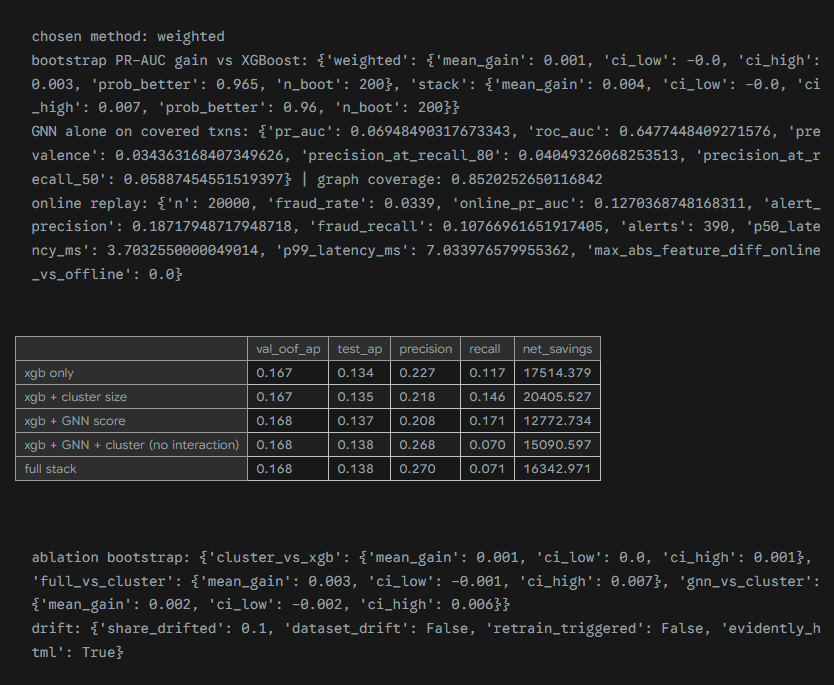 chosen method: weighted
bootstrap PR-AUC gain vs XGBoost: {'weighted': {'mean_gain': 0.001, 'ci_low': -0.0, 'ci_high':
0.003, 'prob_better': 0.965, 'n_boot': 200}, 'stack': {'mean_gain': 0.004, 'ci_low': -0.0, 'ci
_high': 0.007, 'prob_better': 0.96, 'n_boot': 200}}
GNN alone on covered txns: {'pr_auc': 0.06948490317673343, 'roc_auc': 0.6477448409271576, 'pre
valence': 0.034363168407349626, 'precision_at_recall_80': 0.04049326068253513, 'precision_at_r
ecall_50': 0.05887454551519397} | graph coverage: 0.8520252650116842
online replay: {'n': 20000, 'fraud_rate': 0.0339, 'online_pr_auc': 0.1270368748168311, 'alert_
precision': 0.18717948717948718, 'fraud_recall': 0.10766961651917405, 'alerts': 390, 'p50_late
ncy_ms': 3.7032550000049014, 'p99_latency_ms': 7.033976579955362, 'max_abs_feature_diff_online
_vs_offline': 0.0}
val_oof_ap test_ap precision recall net_savings
xgb only 0.167 0.134 0.227 0.117 17514.379
xgb + cluster size 0.167 0.135 0.218 0.146 20405.527
xgb + GNN score 0.168 0.137 0.208 0.171 12772.734
xgb + GNN + cluster (no interaction) 0.168 0.138 0.268 0.070 15090.597
full stack 0.168 0.138 0.270 0.071 16342.971
ablation bootstrap: {'cluster_vs_xgb': {'mean_gain': 0.001, 'ci_low': 0.0, 'ci_high': 0.001},
'full_vs_cluster': {'mean_gain': 0.003, 'ci_low': -0.001, 'ci_high': 0.007}, 'gnn_vs_cluster':
{'mean_gain': 0.002, 'ci_low': -0.002, 'ci_high': 0.006}}
drift: {'share_drifted': 0.1, 'dataset_drift': False, 'retrain_triggered': False, 'evidently_h
tml': True}